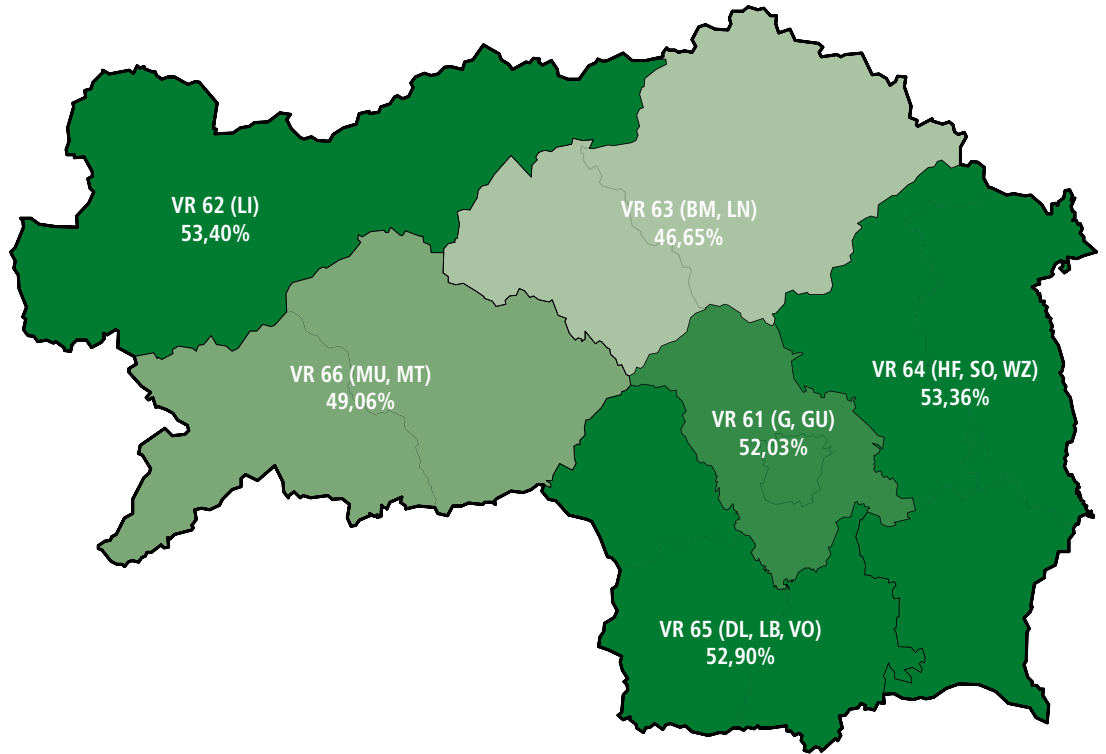 VR 62 (LI)
53,40%
VR 63 (BM, LN)
46,65%
VR 66 (MU, MT)
49,06%
VR 64 (HF, SO, WZ)
53,36%
VR 61 (G, GU)
52,03%
VR 65 (DL, LB, VO)
52,90%